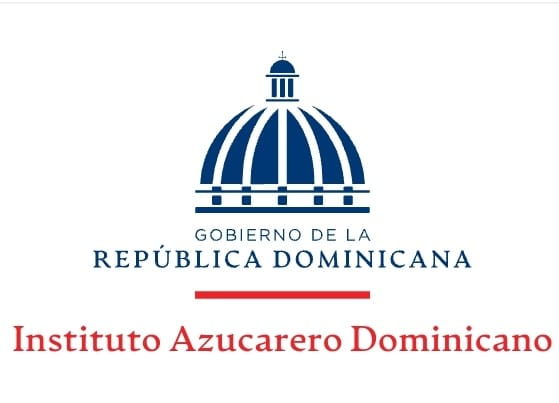 GOBIERNO DE LA
REPÚBLICA DOMINICANA
Instituto Azucarero Dominicano